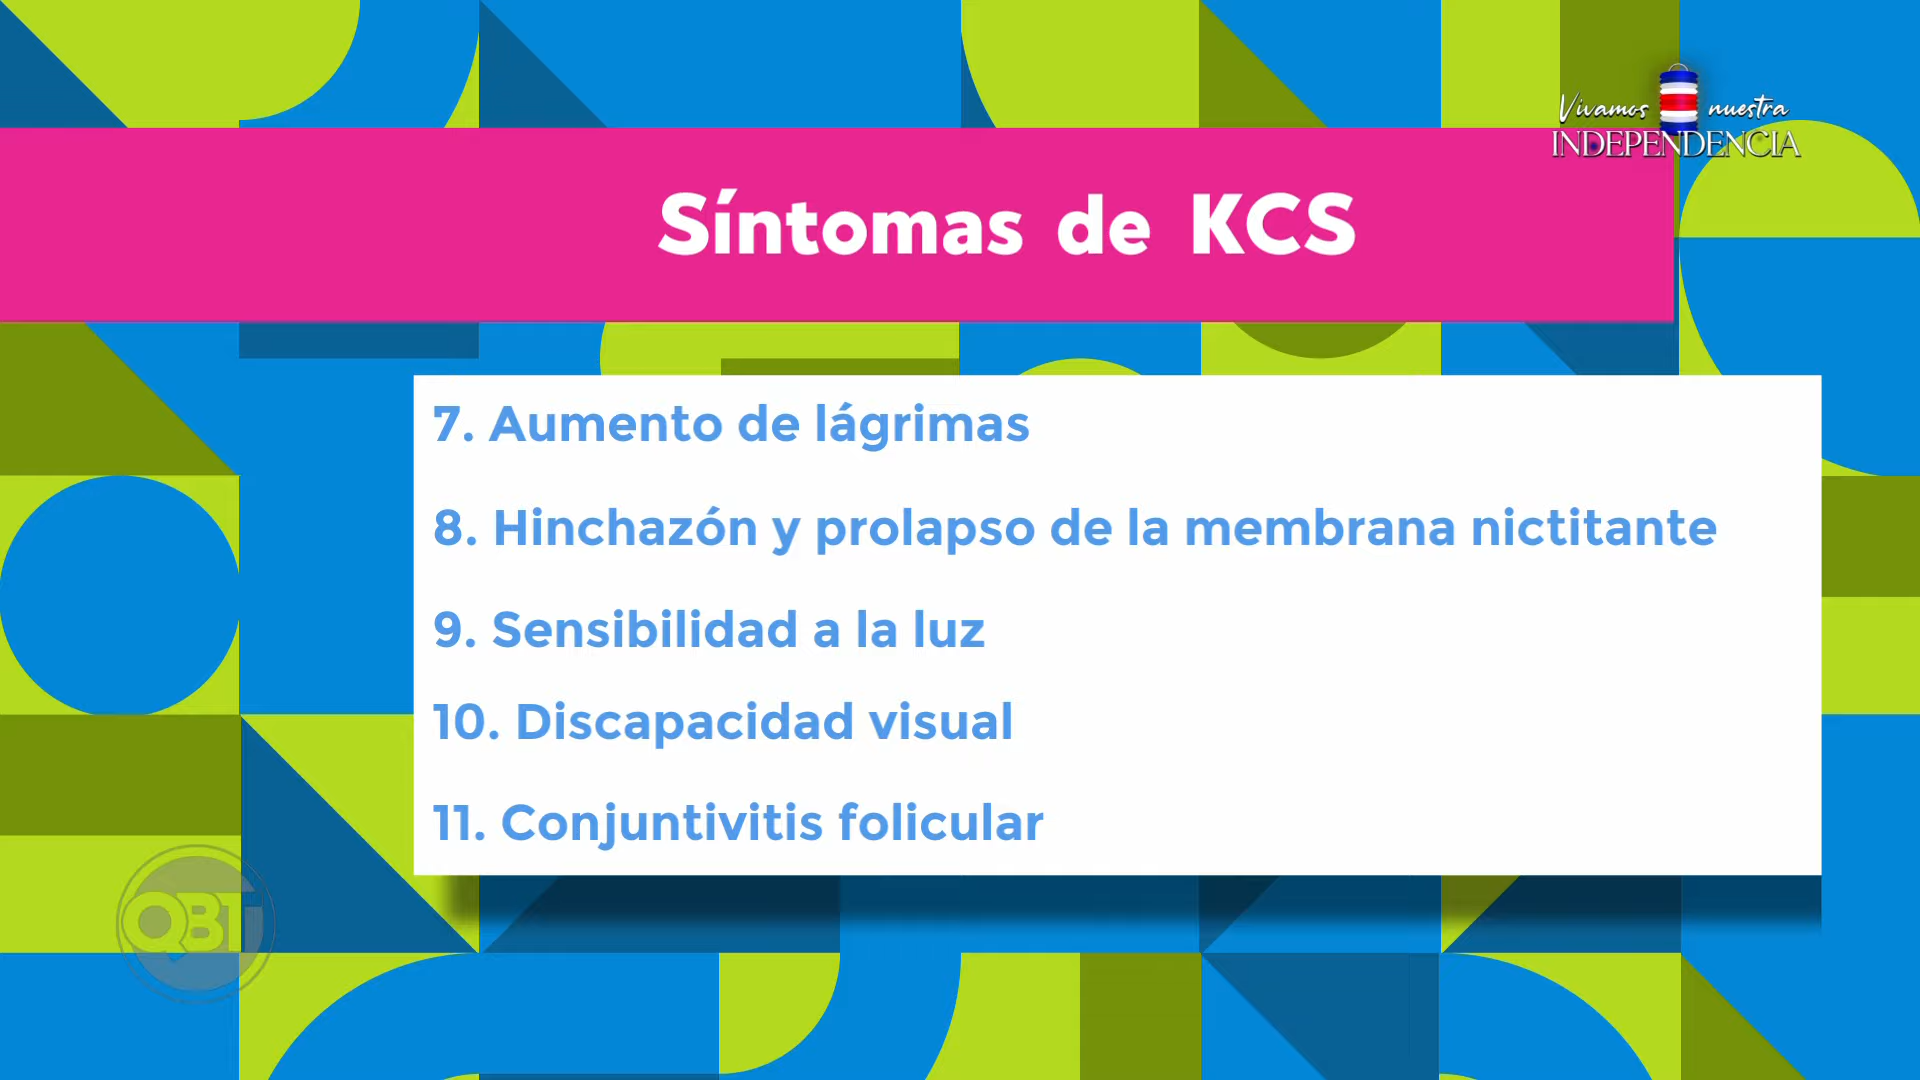 Vivamos nuestra
INDEPENDENCIA
Síntomas de KCS
7. Aumento de lágrimas
8. Hinchazón y prolapso de la membrana nictitante
9. Sensibilidad a la luz
10. Discapacidad visual
11. Conjuntivitis folicular
QBT